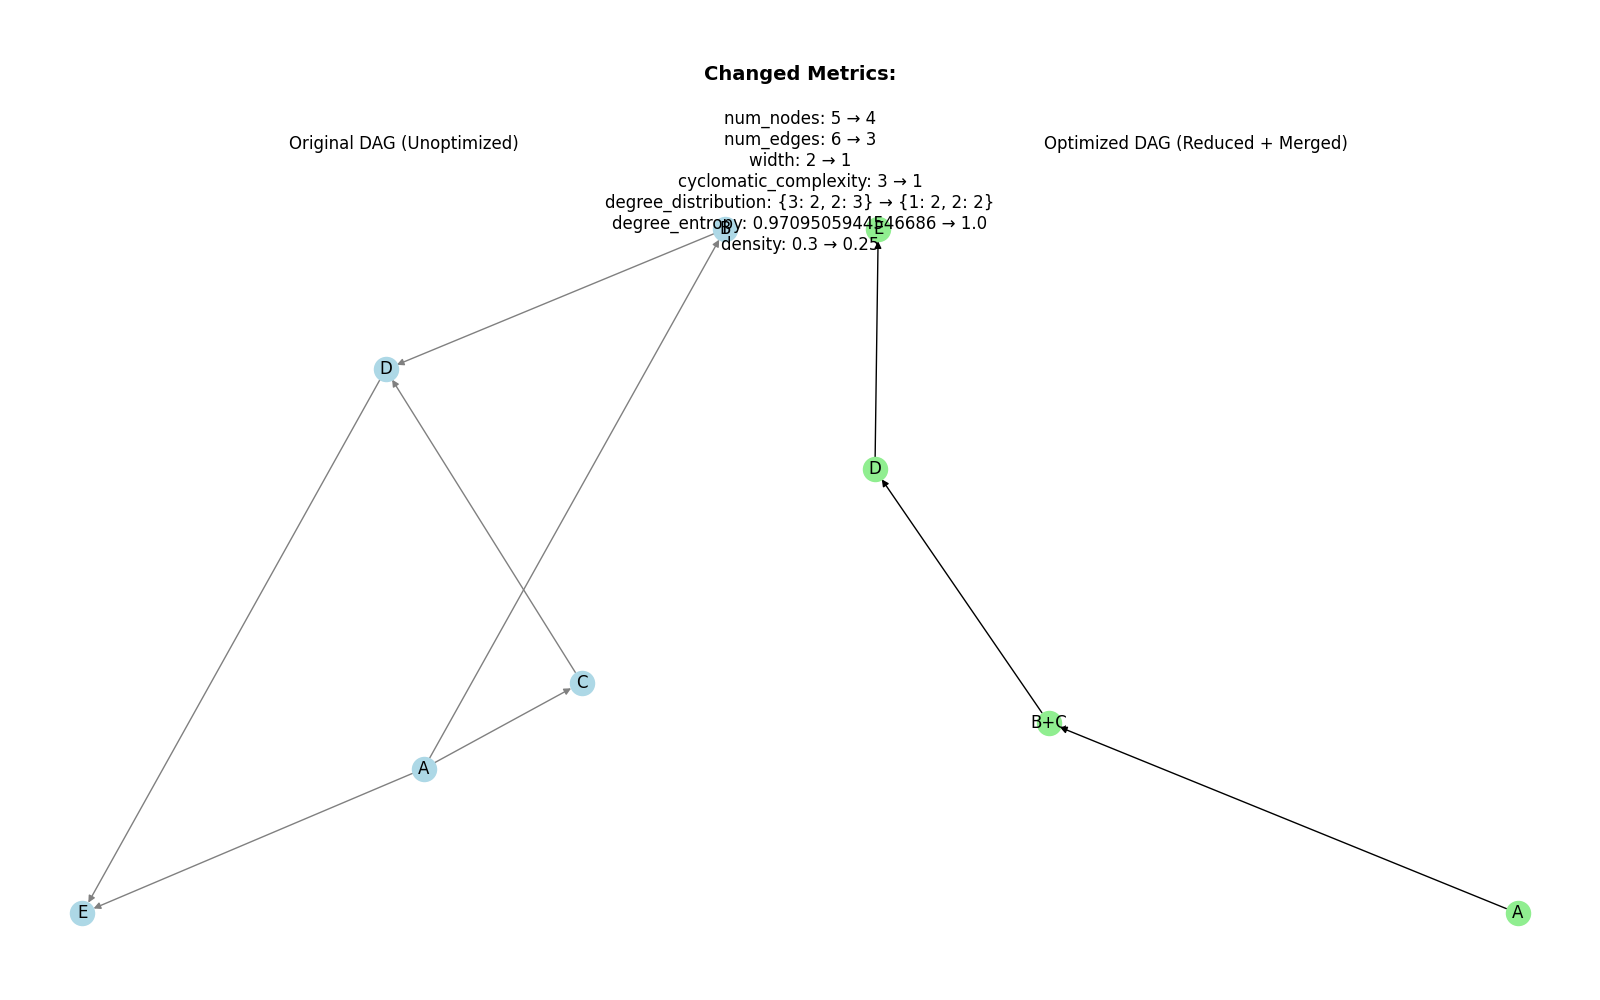 Changed Metrics:
num_nodes: 5 → 4
num_edges: 6 → 3
width: 2 → 1
cyclomatic_complexity: 3 → 1
degree_distribution: {3: 2, 2: 3} → {1: 2, 2: 2}
degree_entropy: 0.9709505944546686 → 1.0
density: 0.3 → 0.25
Original DAG (Unoptimized)
B
D
C
A
E
Optimized DAG (Reduced + Merged)
E
D
B+C
A